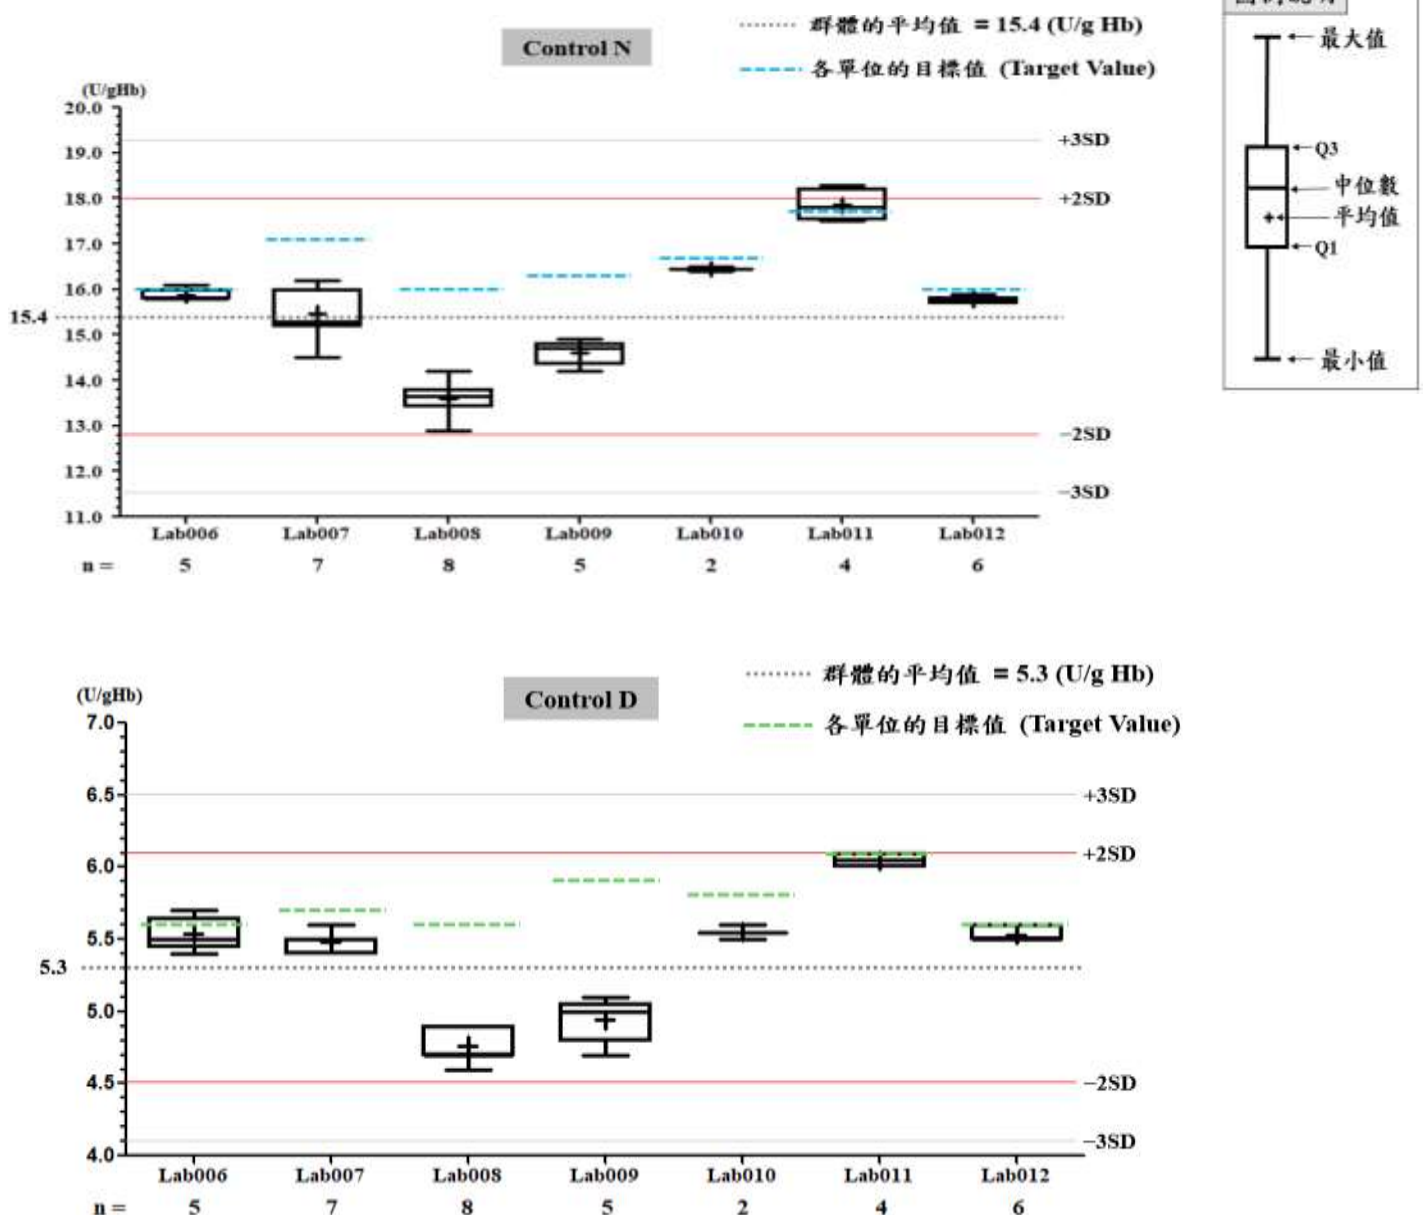 Control N
群體的平均值 = 15.4 (U/g Hb)
各單位的目標值 (Target Value)
(U/gHb)
20.0
19.0
18.0
17.0
16.0
15.4
15.0
14.0
13.0
12.0
11.0
+3SD
+2SD
−2SD
−3SD
Lab006 Lab007 Lab008 Lab009 Lab010 Lab011 Lab012
n = 5 7 8 5 2 4 6
最大值
Q3
中位數
平均值
Q1
最小值
Control D
群體的平均值 = 5.3 (U/g Hb)
各單位的目標值 (Target Value)
(U/gHb)
7.0
6.5
6.0
5.5
5.3
5.0
4.5
4.0
+3SD
+2SD
−2SD
−3SD
Lab006 Lab007 Lab008 Lab009 Lab010 Lab011 Lab012
n = 5 7 8 5 2 4 6